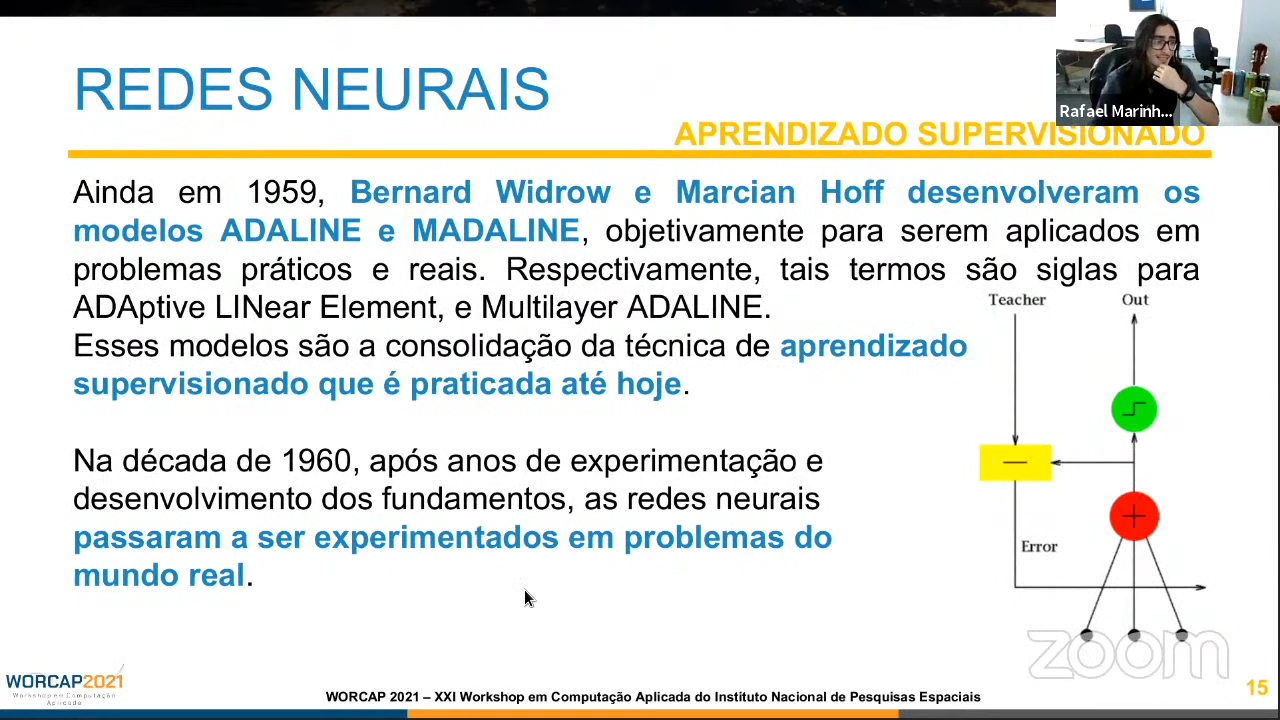 REDES NEURAIS
Rafael Marinh...
APRENDIZADO SUPERVISIONADO
Ainda em 1959, Bernard Widrow e Marcian Hoff desenvolveram os
modelos ADALINE e MADALINE, objetivamente para serem aplicados em
problemas práticos e reais. Respectivamente, tais termos são siglas para
ADAptive LINear Element, e Multilayer ADALINE.
Esses modelos são a consolidação da técnica de aprendizado
supervisionado que é praticada até hoje.
Na década de 1960, após anos de experimentação e
desenvolvimento dos fundamentos, as redes neurais
passaram a ser experimentados em problemas do
mundo real.
Teacher
Out
Error
zoom
WORCAP2021
Workshop em Computação
Aplicada
WORCAP 2021 – XXI Workshop em Computação Aplicada do Instituto Nacional de Pesquisas Espaciais
15